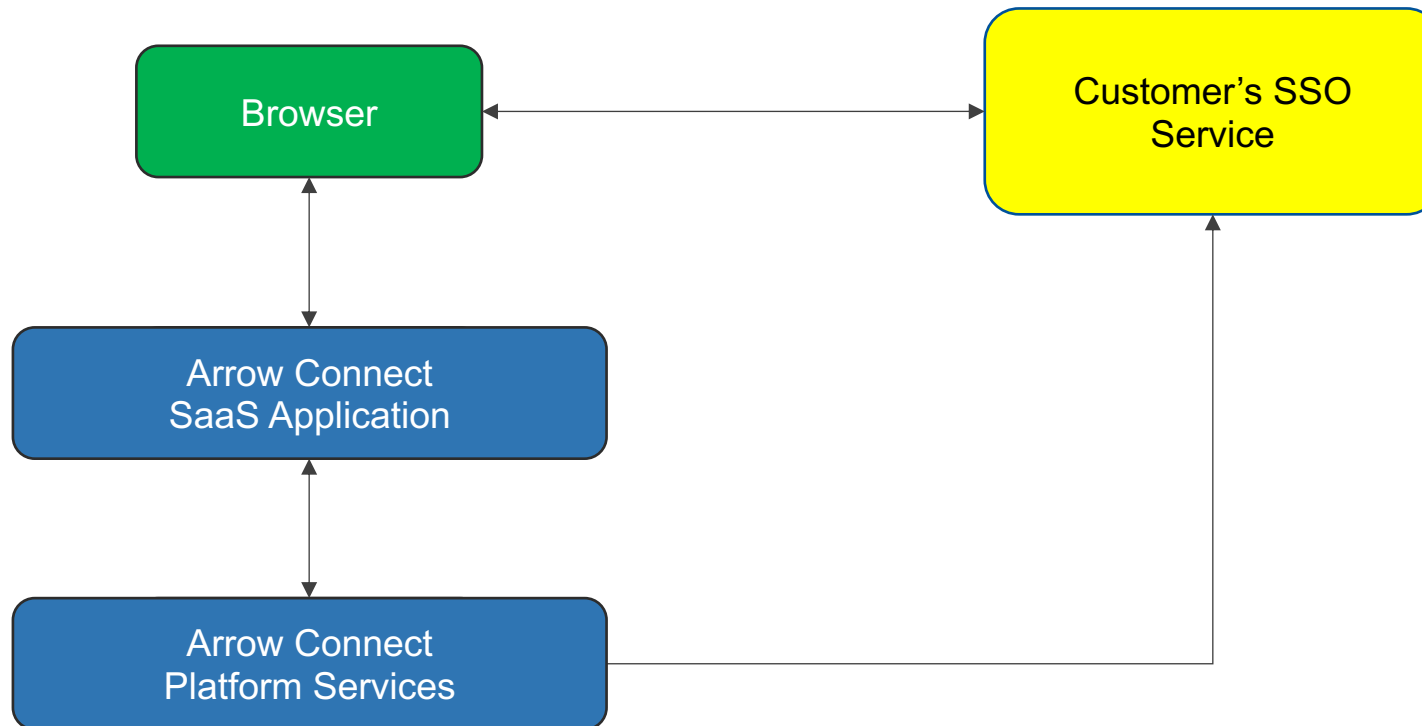 Browser
Customer’s SSO
Service
Arrow Connect
SaaS Application
Arrow Connect
Platform Services